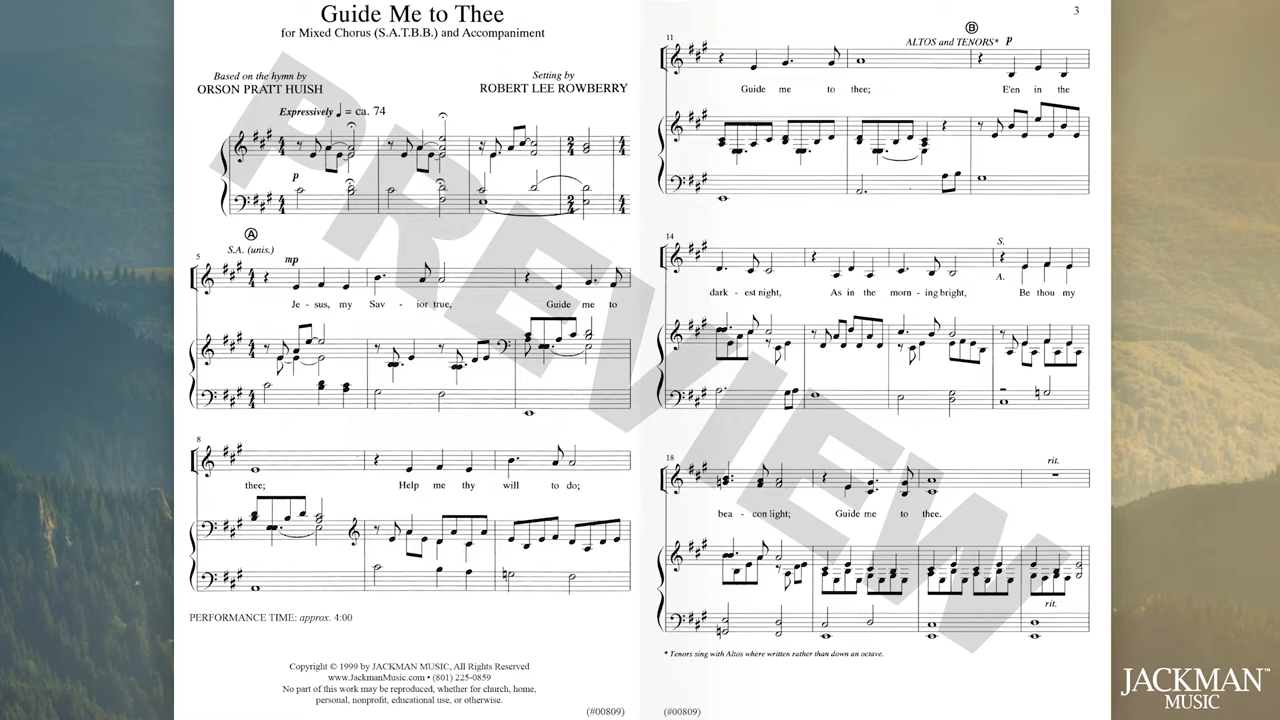 Guide Me to Thee
for Mixed Chorus (S.A.T.B.B.) and Accompaniment
Based on the hymn by
ORSON PRATT HUISH
Setting by
ROBERT LEE ROWBERRY
Expressively ♩ = ca. 74
p
A
S.A. (unis.)
mp
5
Je - sus, my Sav - ior true, Guide me to
8
thee; Help me thy will to do;
PERFORMANCE TIME: approx. 4:00
Copyright © 1999 by JACKMAN MUSIC, All Rights Reserved
www.JackmanMusic.com • (801) 225-0859
No part of this work may be reproduced, whether for church, home,
personal, nonprofit, educational use, or otherwise.
(#00809)
3
B
11
ALTOS and TENORS* p
Guide me to thee; E'en in the
14
S.
A.
dark - est night, As in the morn - ing bright, Be thou my
18
rit.
bea - con light; Guide me to thee.
rit.
* Tenors sing with Altos where written rather than down an octave.
(#00809)
PREVIEW
JACKMAN™
MUSIC